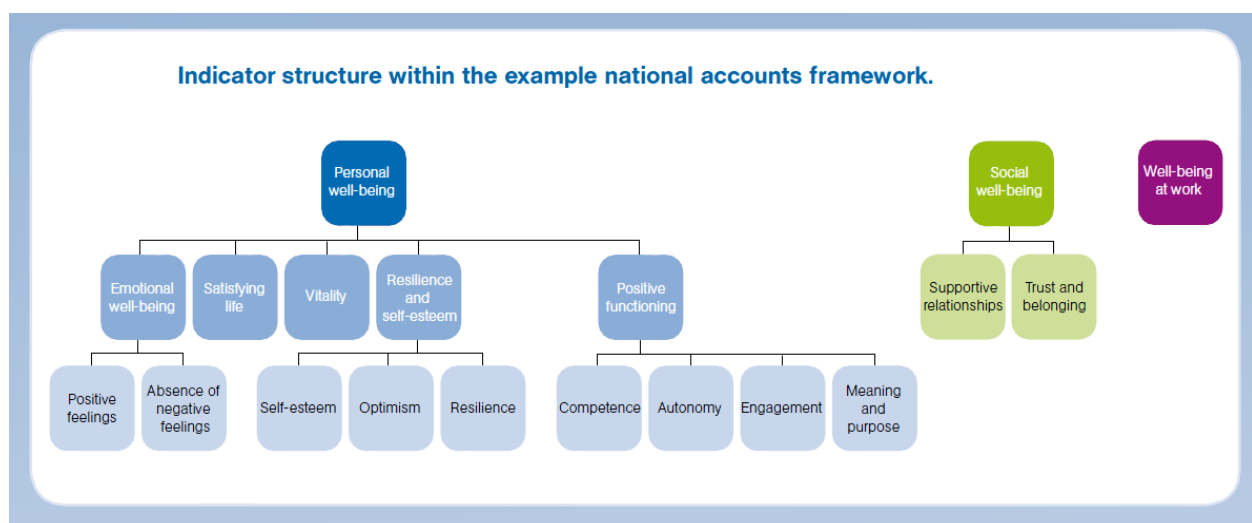 Indicator structure within the example national accounts framework.
Personal
well-being
Social
well-being
Well-being
at work
Emotional
well-being
Satisfying
life
Vitality
Resilience
and
self-esteem
Positive
functioning
Supportive
relationships
Trust and
belonging
Positive
feelings
Absence of
negative
feelings
Self-esteem
Optimism
Resilience
Competence
Autonomy
Engagement
Meaning
and
purpose